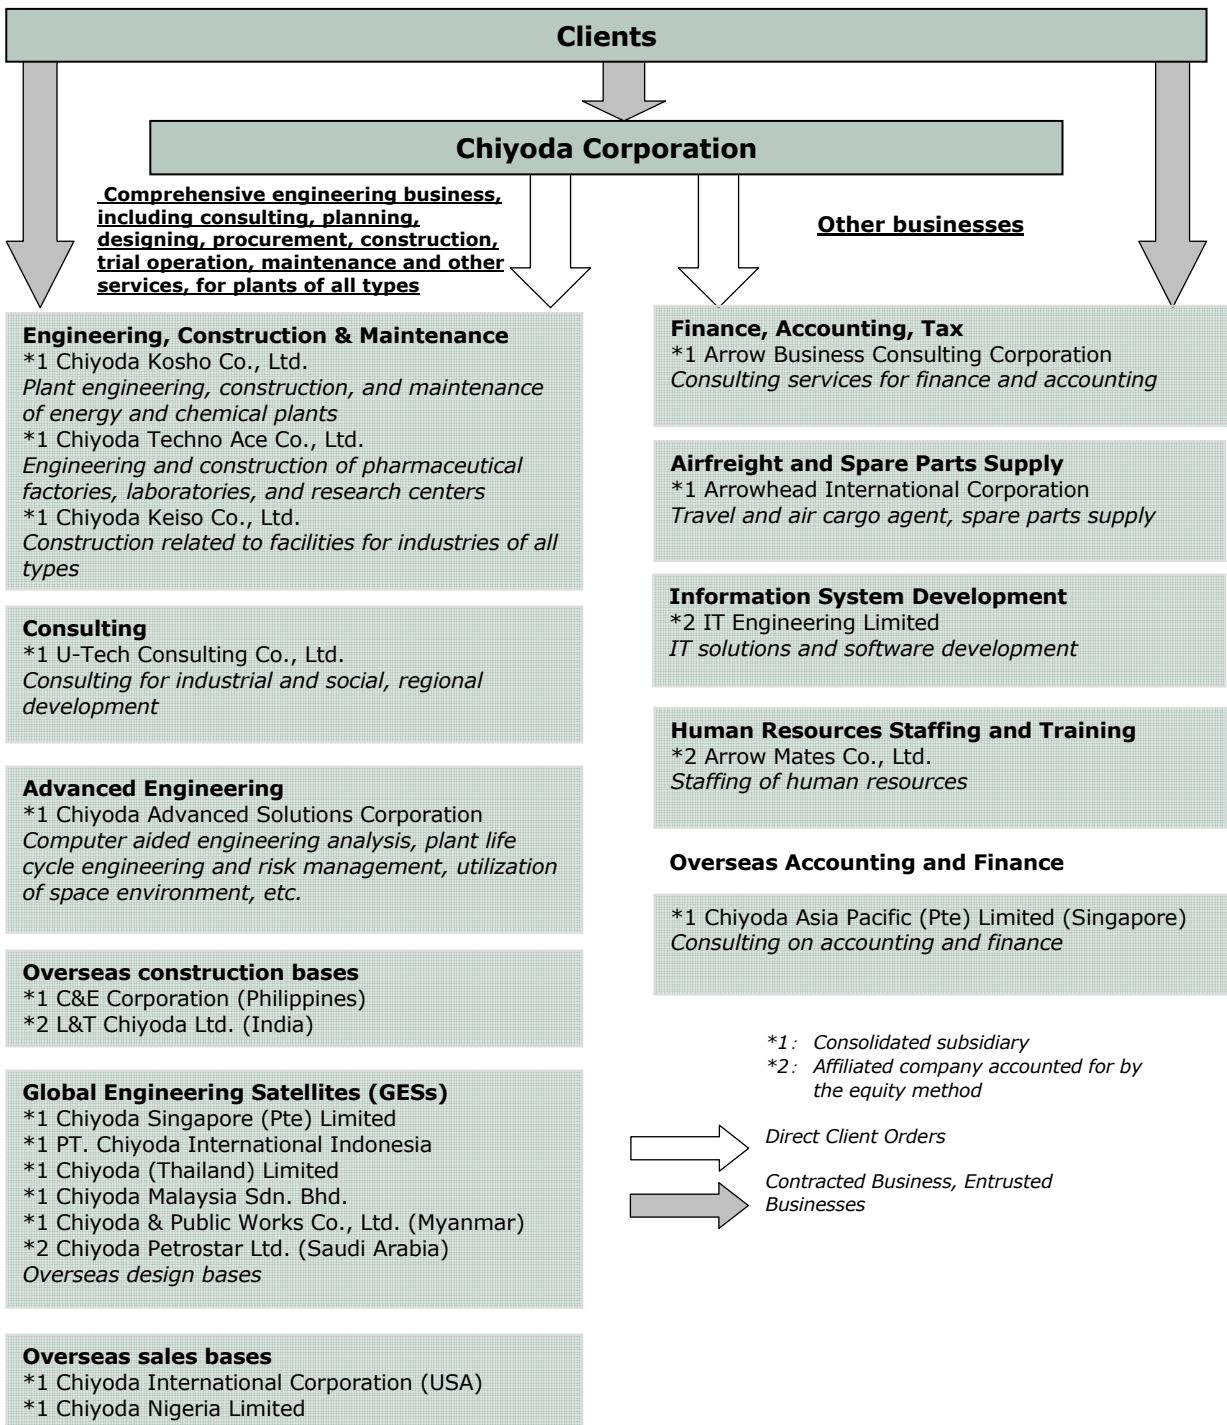 Clients
Chiyoda Corporation
Comprehensive engineering business,
including consulting, planning,
designing, procurement, construction,
trial operation, maintenance and other
services, for plants of all types
Other businesses
Engineering, Construction & Maintenance
*1 Chiyoda Kosho Co., Ltd.
Plant engineering, construction, and maintenance
of energy and chemical plants
*1 Chiyoda Techno Ace Co., Ltd.
Engineering and construction of pharmaceutical
factories, laboratories, and research centers
*1 Chiyoda Keiso Co., Ltd.
Construction related to facilities for industries of all
types
Consulting
*1 U-Tech Consulting Co., Ltd.
Consulting for industrial and social, regional
development
Advanced Engineering
*1 Chiyoda Advanced Solutions Corporation
Computer aided engineering analysis, plant life
cycle engineering and risk management, utilization
of space environment, etc.
Overseas construction bases
*1 C&E Corporation (Philippines)
*2 L&T Chiyoda Ltd. (India)
Global Engineering Satellites (GESs)
*1 Chiyoda Singapore (Pte) Limited
*1 PT. Chiyoda International Indonesia
*1 Chiyoda (Thailand) Limited
*1 Chiyoda Malaysia Sdn. Bhd.
*1 Chiyoda & Public Works Co., Ltd. (Myanmar)
*2 Chiyoda Petrostar Ltd. (Saudi Arabia)
Overseas design bases
Overseas sales bases
*1 Chiyoda International Corporation (USA)
*1 Chiyoda Nigeria Limited
Finance, Accounting, Tax
*1 Arrow Business Consulting Corporation
Consulting services for finance and accounting
Airfreight and Spare Parts Supply
*1 Arrowhead International Corporation
Travel and air cargo agent, spare parts supply
Information System Development
*2 IT Engineering Limited
IT solutions and software development
Human Resources Staffing and Training
*2 Arrow Mates Co., Ltd.
Staffing of human resources
Overseas Accounting and Finance
*1 Chiyoda Asia Pacific (Pte) Limited (Singapore)
Consulting on accounting and finance
*1: Consolidated subsidiary
*2: Affiliated company accounted for by
the equity method
Direct Client Orders
Contracted Business, Entrusted
Businesses